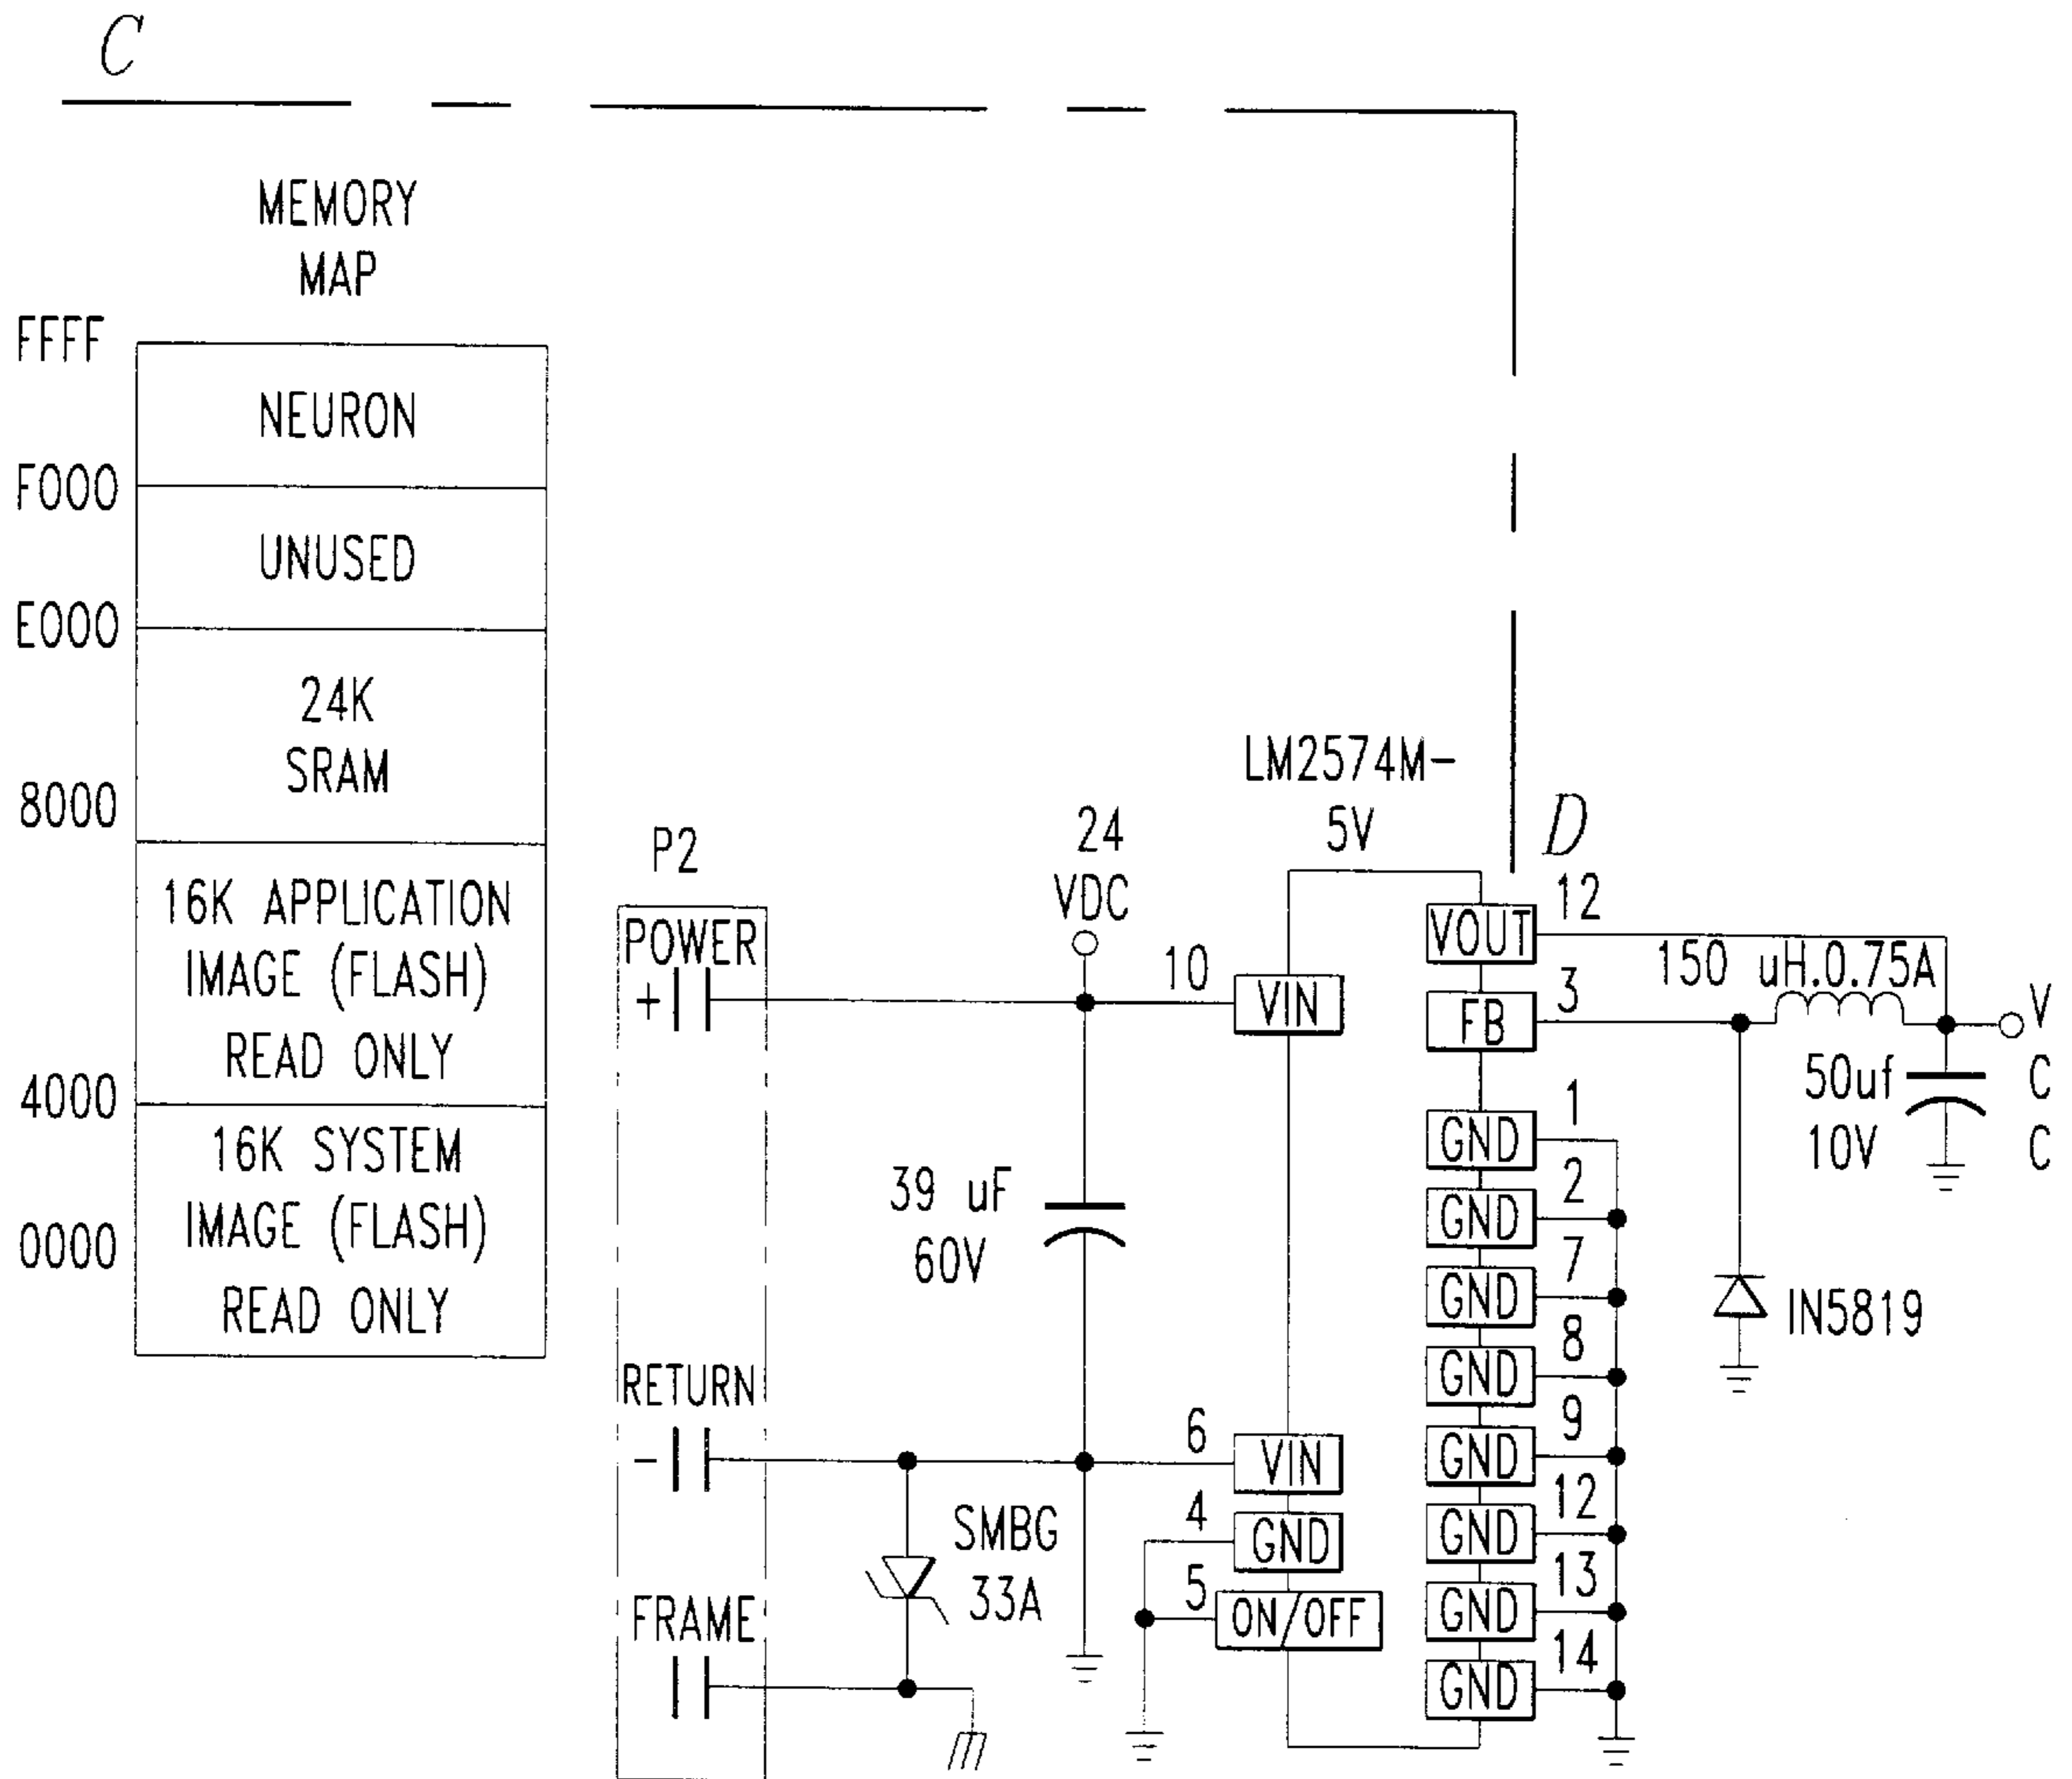 C
MEMORY
MAP
FFFF
NEURON
F000
UNUSED
E000
24K
SRAM
8000
16K APPLICATION
IMAGE (FLASH)
READ ONLY
4000
16K SYSTEM
IMAGE (FLASH)
0000
READ ONLY
P2
POWER
+
RETURN
-
FRAME
24
VDC
39 uF
60V
SMBG
33A
LM2574M-
5V
D
10
VIN
6
VIN
4
GND
5
ON/OFF
VOUT
12
FB
3
GND
1
GND
2
GND
7
GND
8
GND
9
GND
12
GND
13
GND
14
150 uH.0.75A
50uf
10V
V
C
C
IN5819